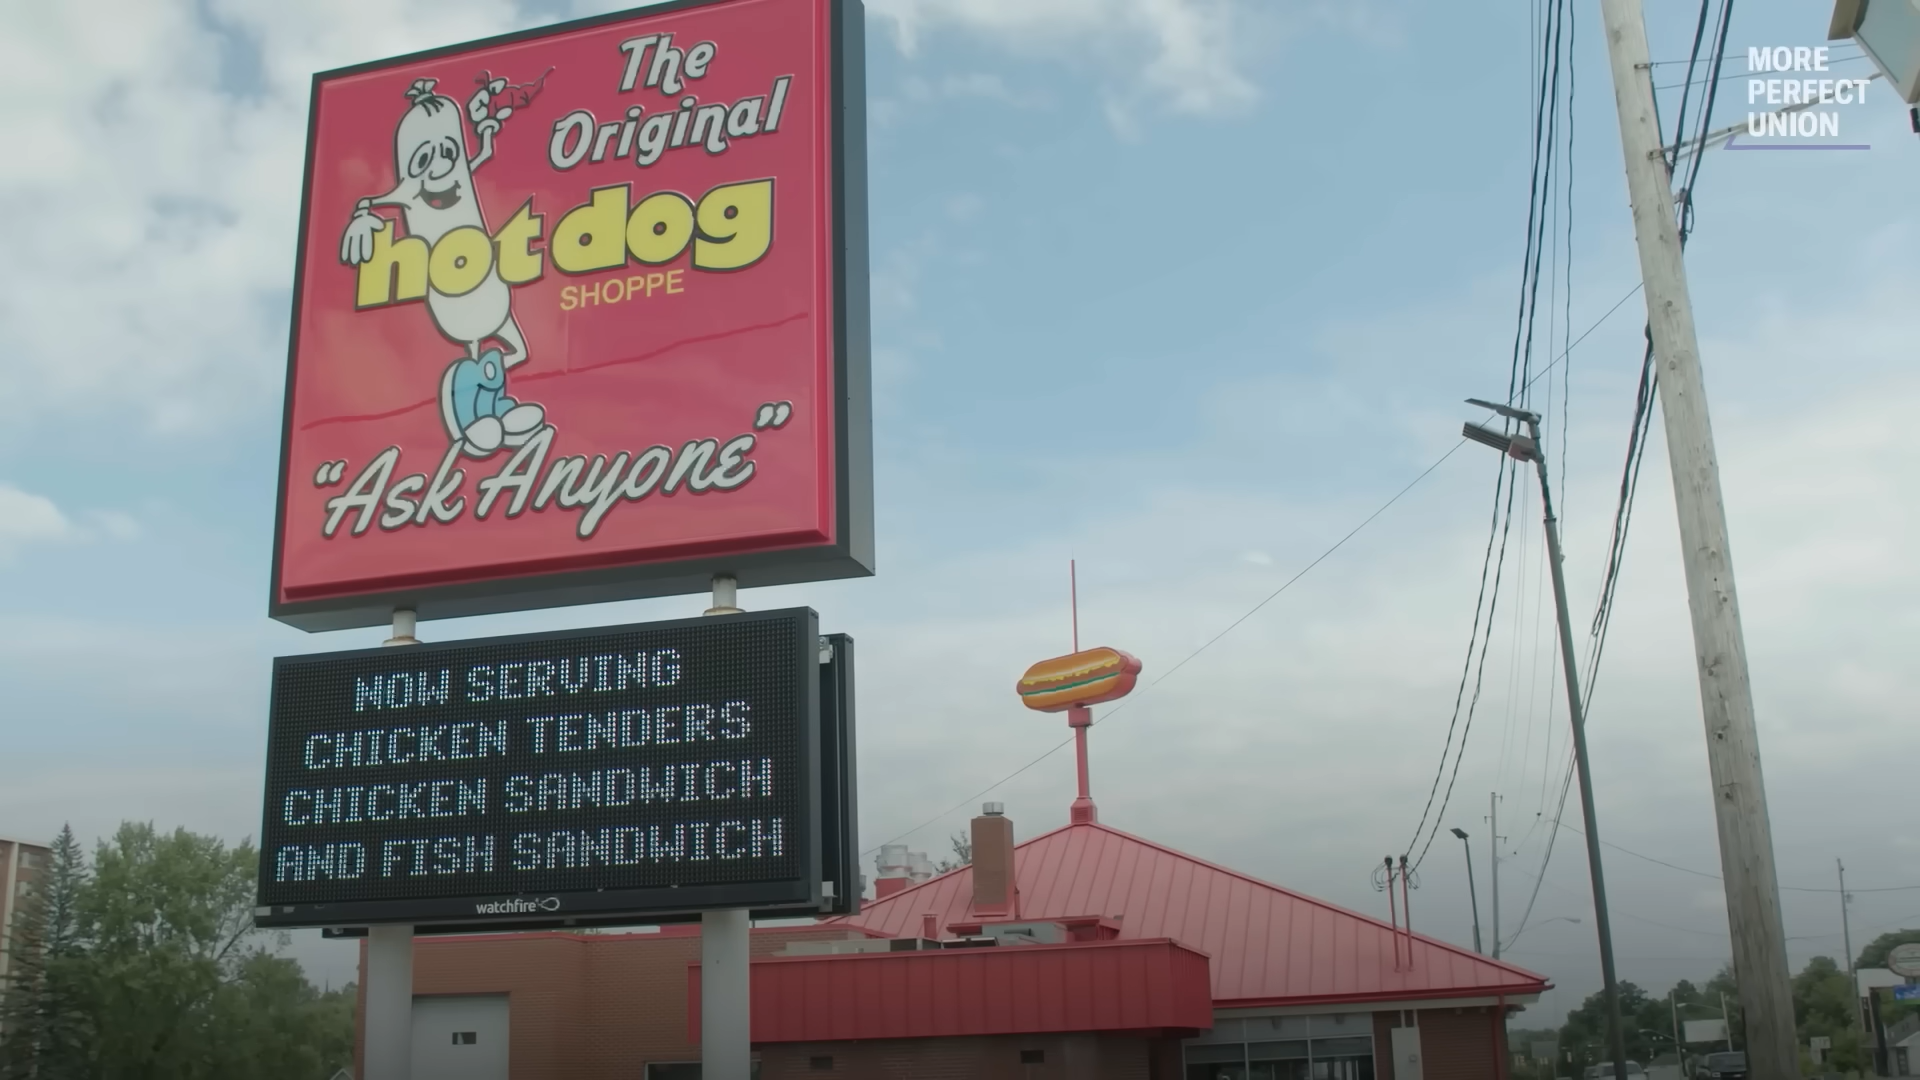 The
Original
hot dog
SHOPPE
"Ask Anyone"
NOW SERVING
CHICKEN TENDERS
CHICKEN SANDWICH
AND FISH SANDWICH
watchfire
MORE
PERFECT
UNION